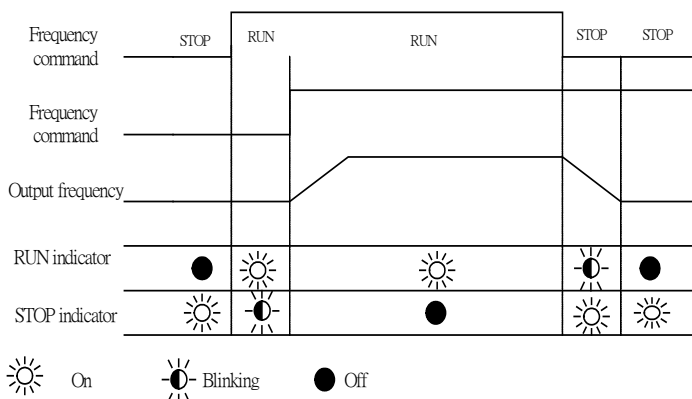 Frequency
command
STOP
RUN
RUN
STOP
STOP
Frequency
command
Output frequency
RUN indicator
STOP indicator
On
Blinking
Off